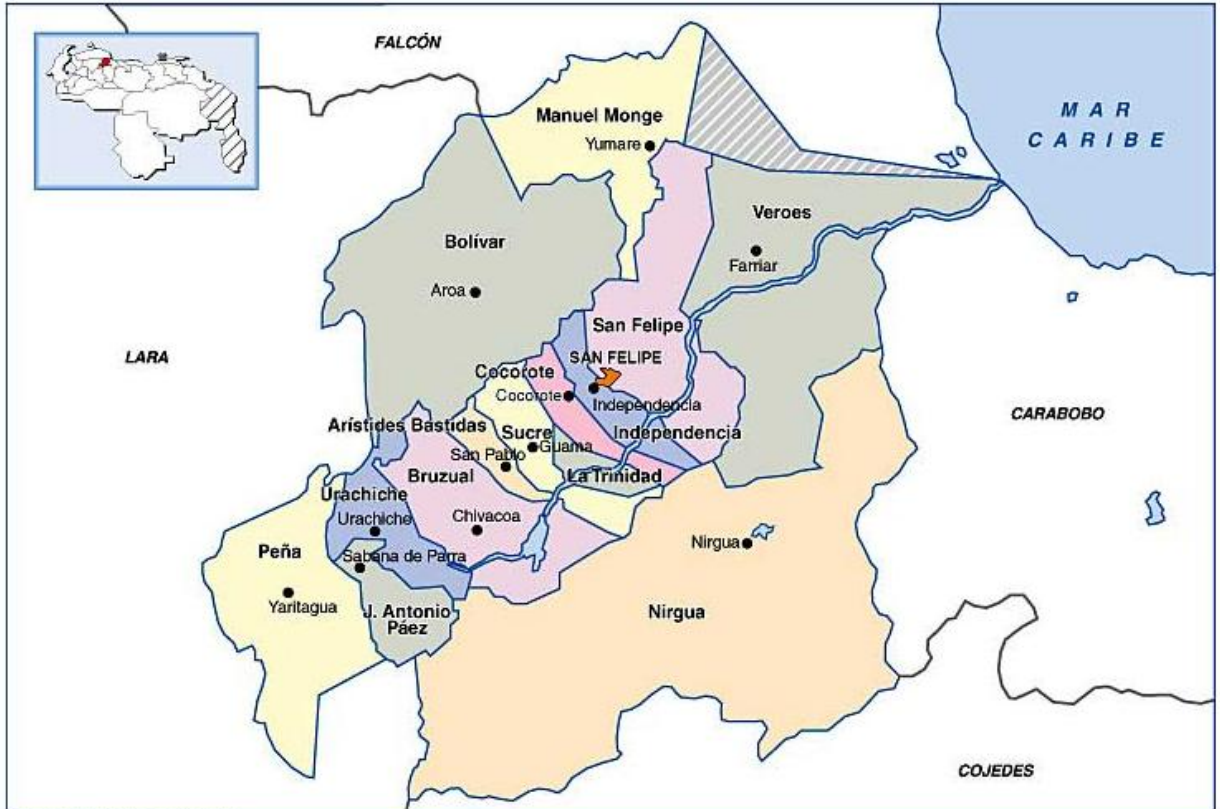 FALCÓN
MAR
CARIBE
Manuel Monge
Yumare
Veroes
Bolívar
Farriar
Aroa
San Felipe
LARA
SAN FELIPE
Cocorote
Cocorote
Independencia
CARABOBO
Arístides Bastidas
Sucre
Independencia
Guama
San Pablo
Bruzual
La Trinidad
Urachiche
Urachiche
Chivacoa
Nirgua
Peña
Sabana de Parra
Yaritagua
J. Antonio
Páez
Nirgua
COJEDES